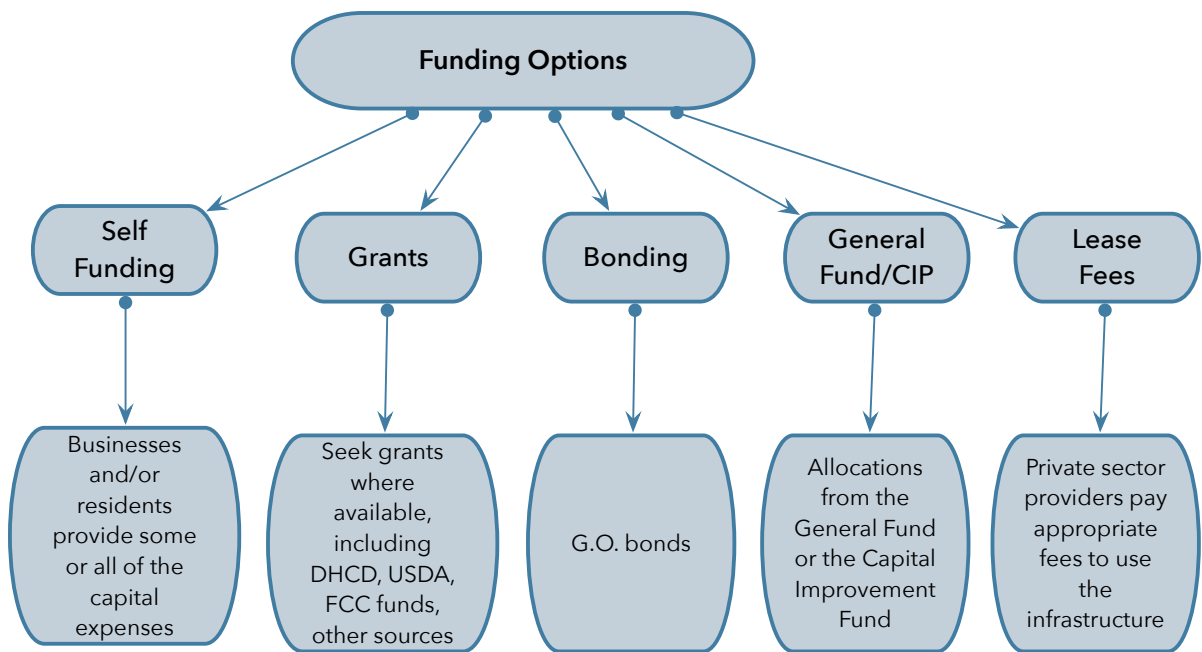 Funding Options
Self
Funding
Grants
Bonding
General
Fund/CIP
Lease
Fees
Businesses
and/or
residents
provide some
or all of the
capital
expenses
Seek grants
where
available,
including
DHCD, USDA,
FCC funds,
other sources
G.O. bonds
Allocations
from the
General Fund
or the Capital
Improvement
Fund
Private sector
providers pay
appropriate
fees to use
the
infrastructure